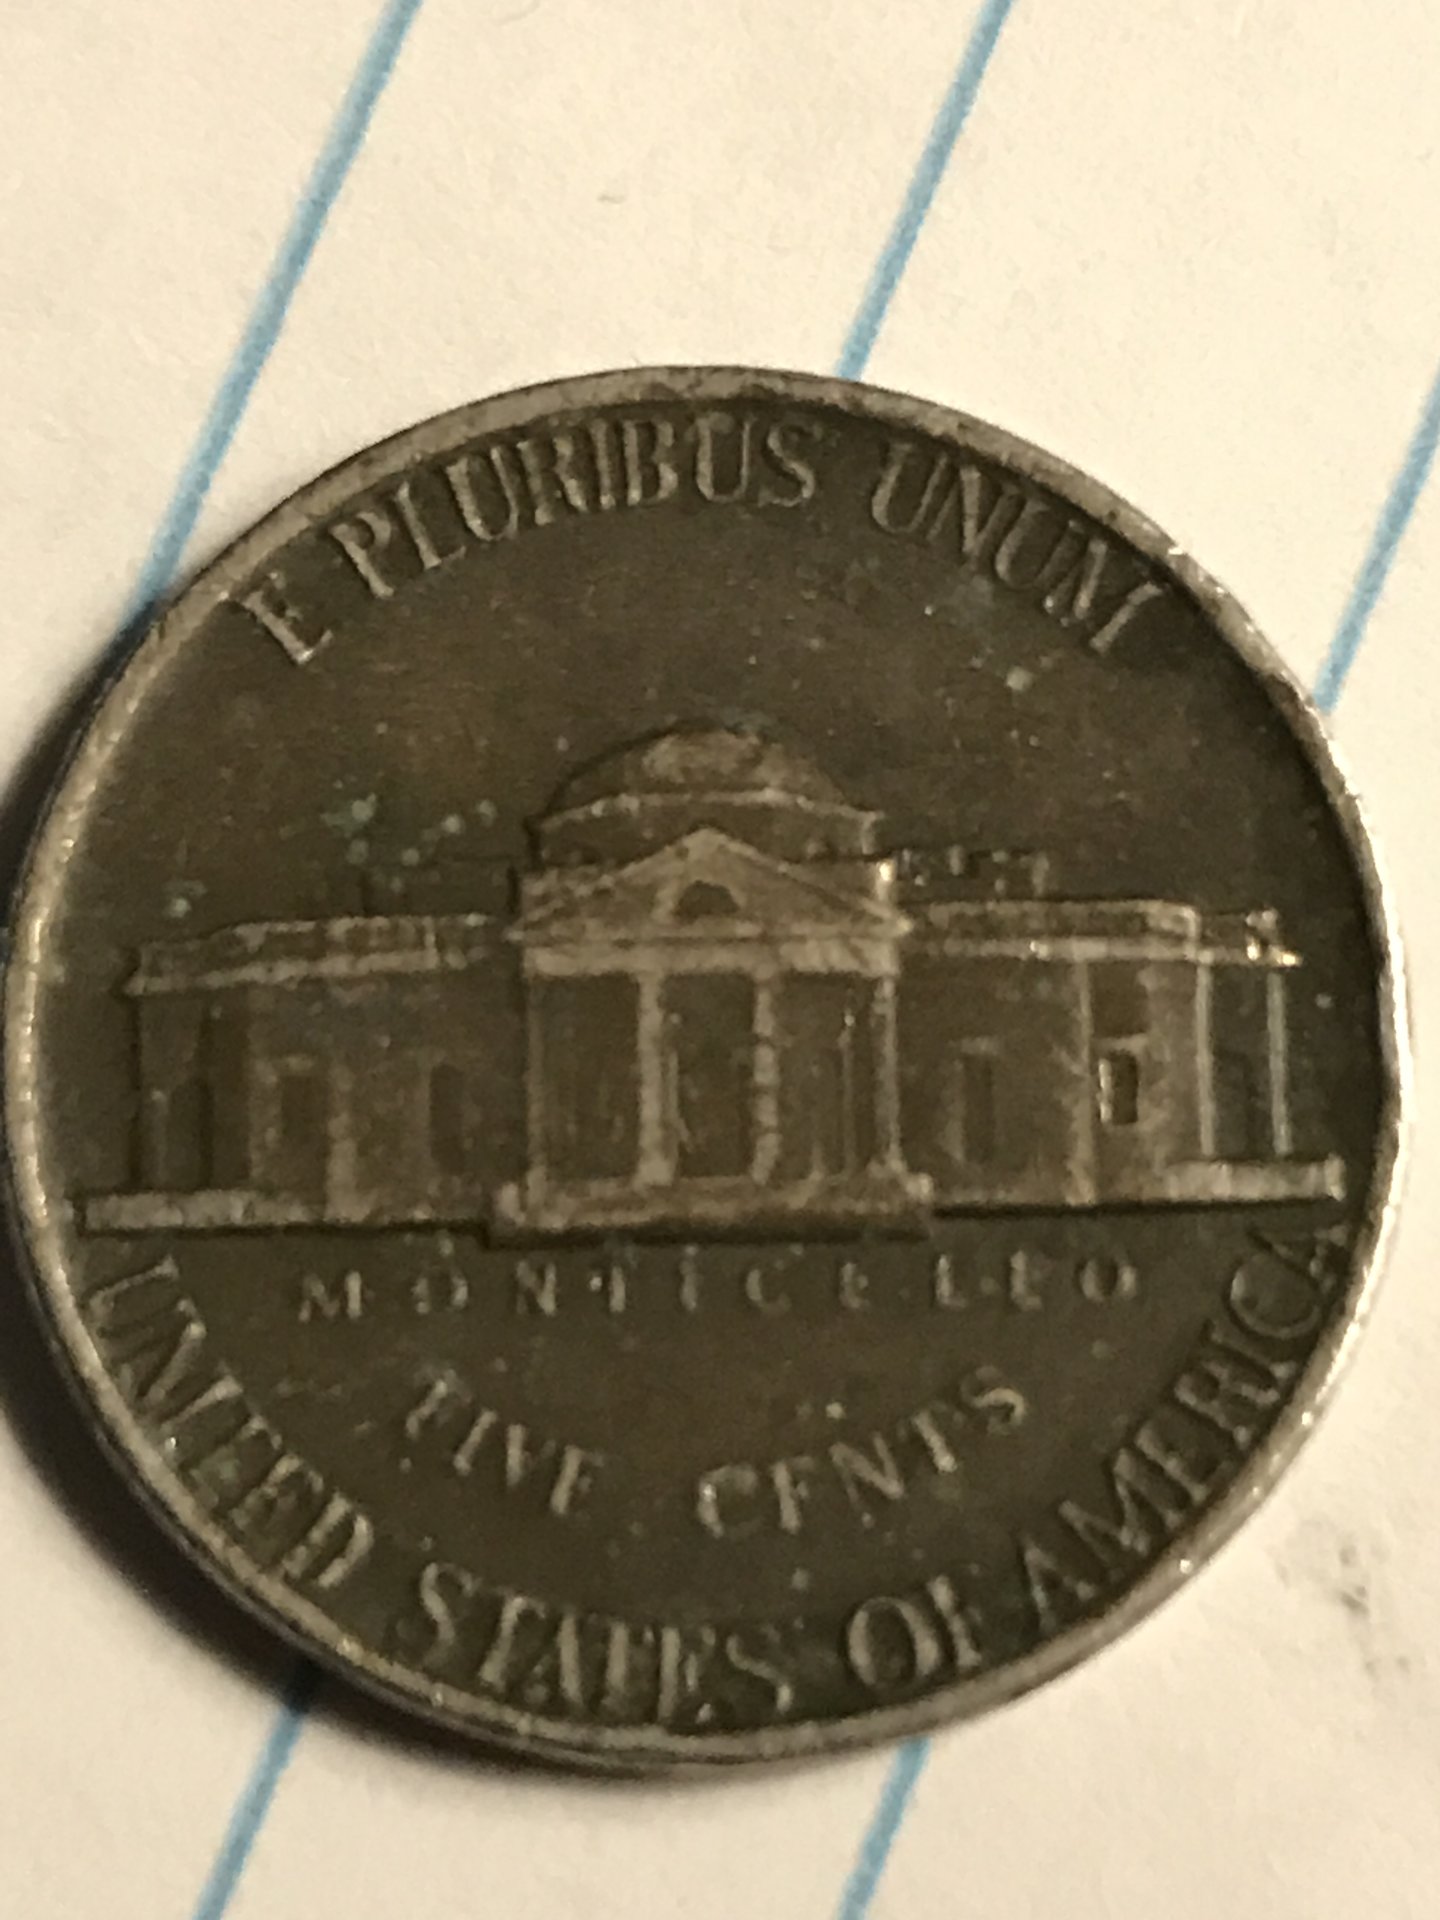 E PLURIBUS UNUM
MONTICELLO
FIVE CENTS
UNITED STATES OF AMERICA